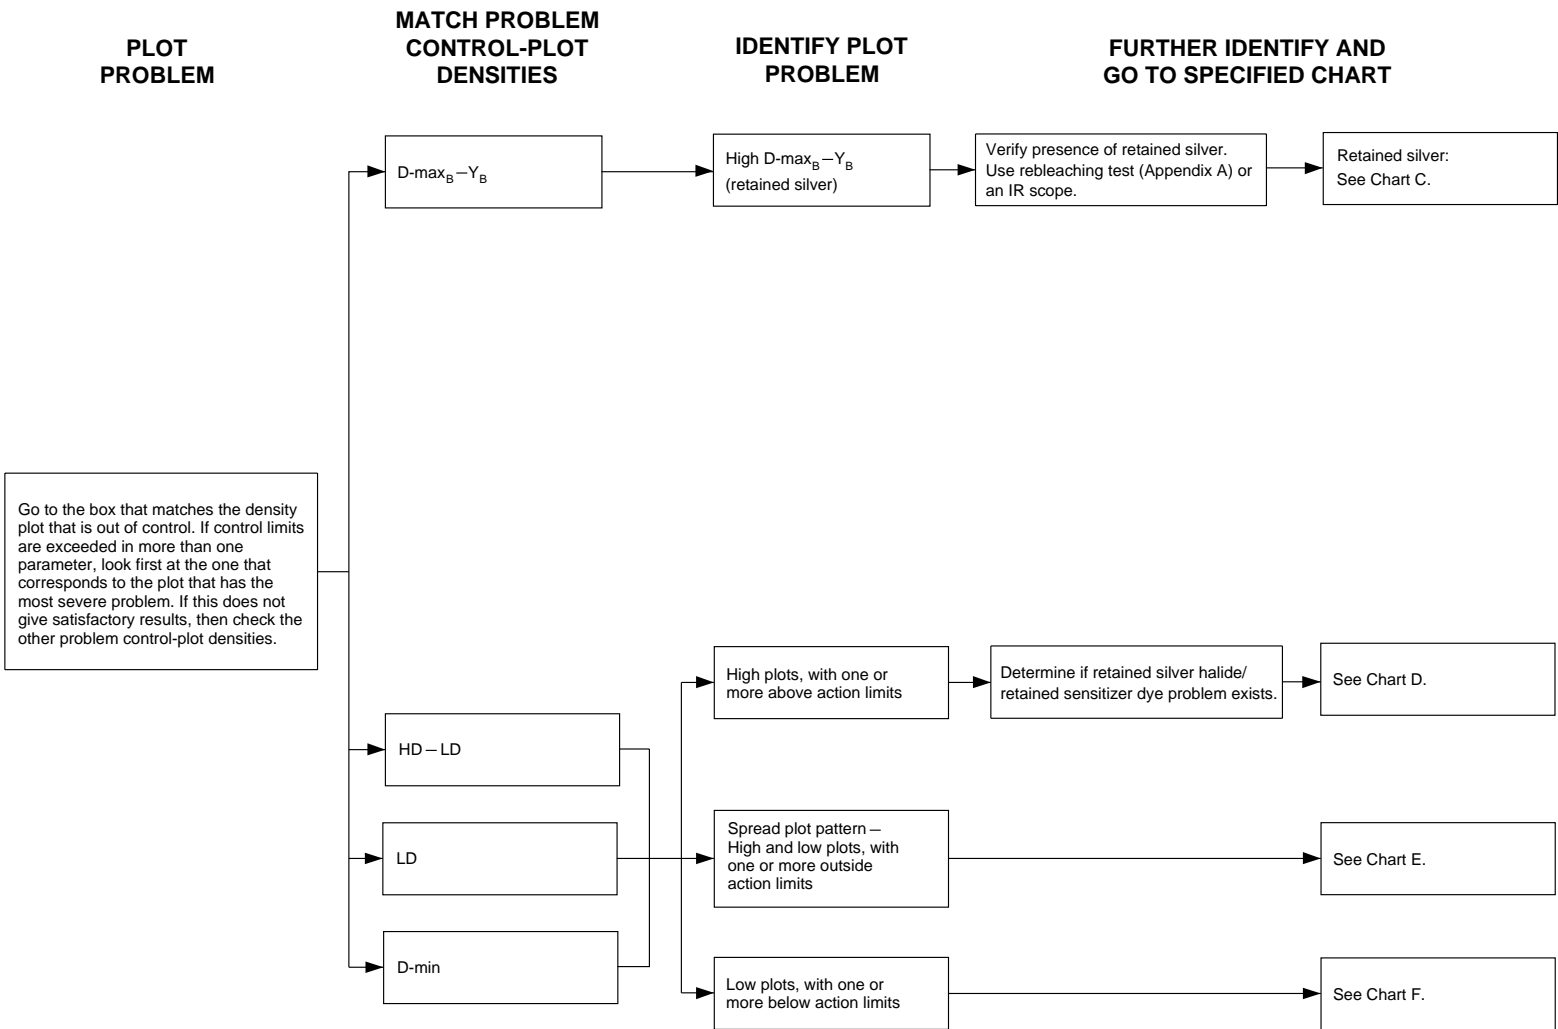 PLOT
PROBLEM
MATCH PROBLEM
CONTROL-PLOT
DENSITIES
IDENTIFY PLOT
PROBLEM
FURTHER IDENTIFY AND
GO TO SPECIFIED CHART
D-maxB—YB
High D-maxB—YB
(retained silver)
Verify presence of retained silver.
Use rebleaching test (Appendix A) or
an IR scope.
Retained silver:
See Chart C.
Go to the box that matches the density
plot that is out of control. If control limits
are exceeded in more than one
parameter, look first at the one that
corresponds to the plot that has the
most severe problem. If this does not
give satisfactory results, then check the
other problem control-plot densities.
High plots, with one or
more above action limits
Determine if retained silver halide/
retained sensitizer dye problem exists.
See Chart D.
HD — LD
LD
Spread plot pattern —
High and low plots, with
one or more outside
action limits
See Chart E.
D-min
Low plots, with one or
more below action limits
See Chart F.